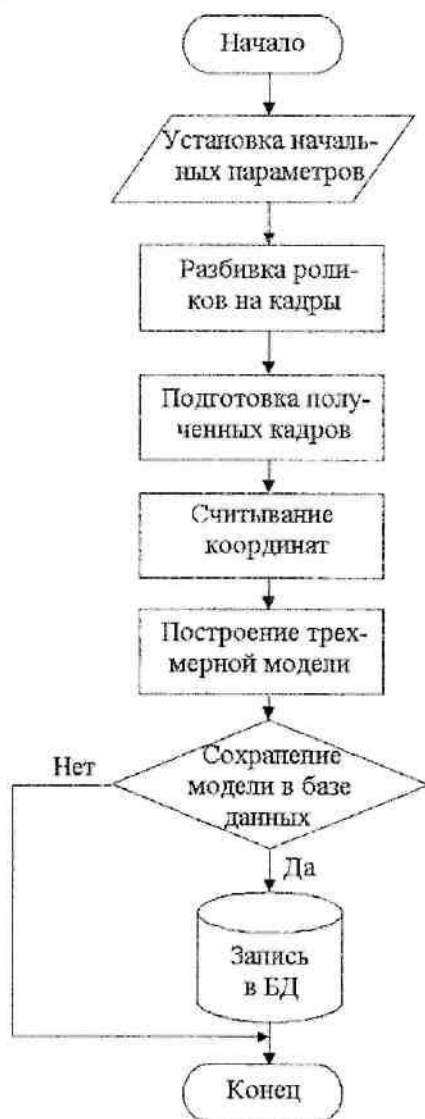 Начало
Установка началь-
ных параметров
Разбивка роли-
ков на кадры
Подготовка полу-
ченных кадров
Считывание
координат
Построение трех-
мерной модели
Сохранение
модели в базе
данных
Нет
Да
Запись
в БД
Конец